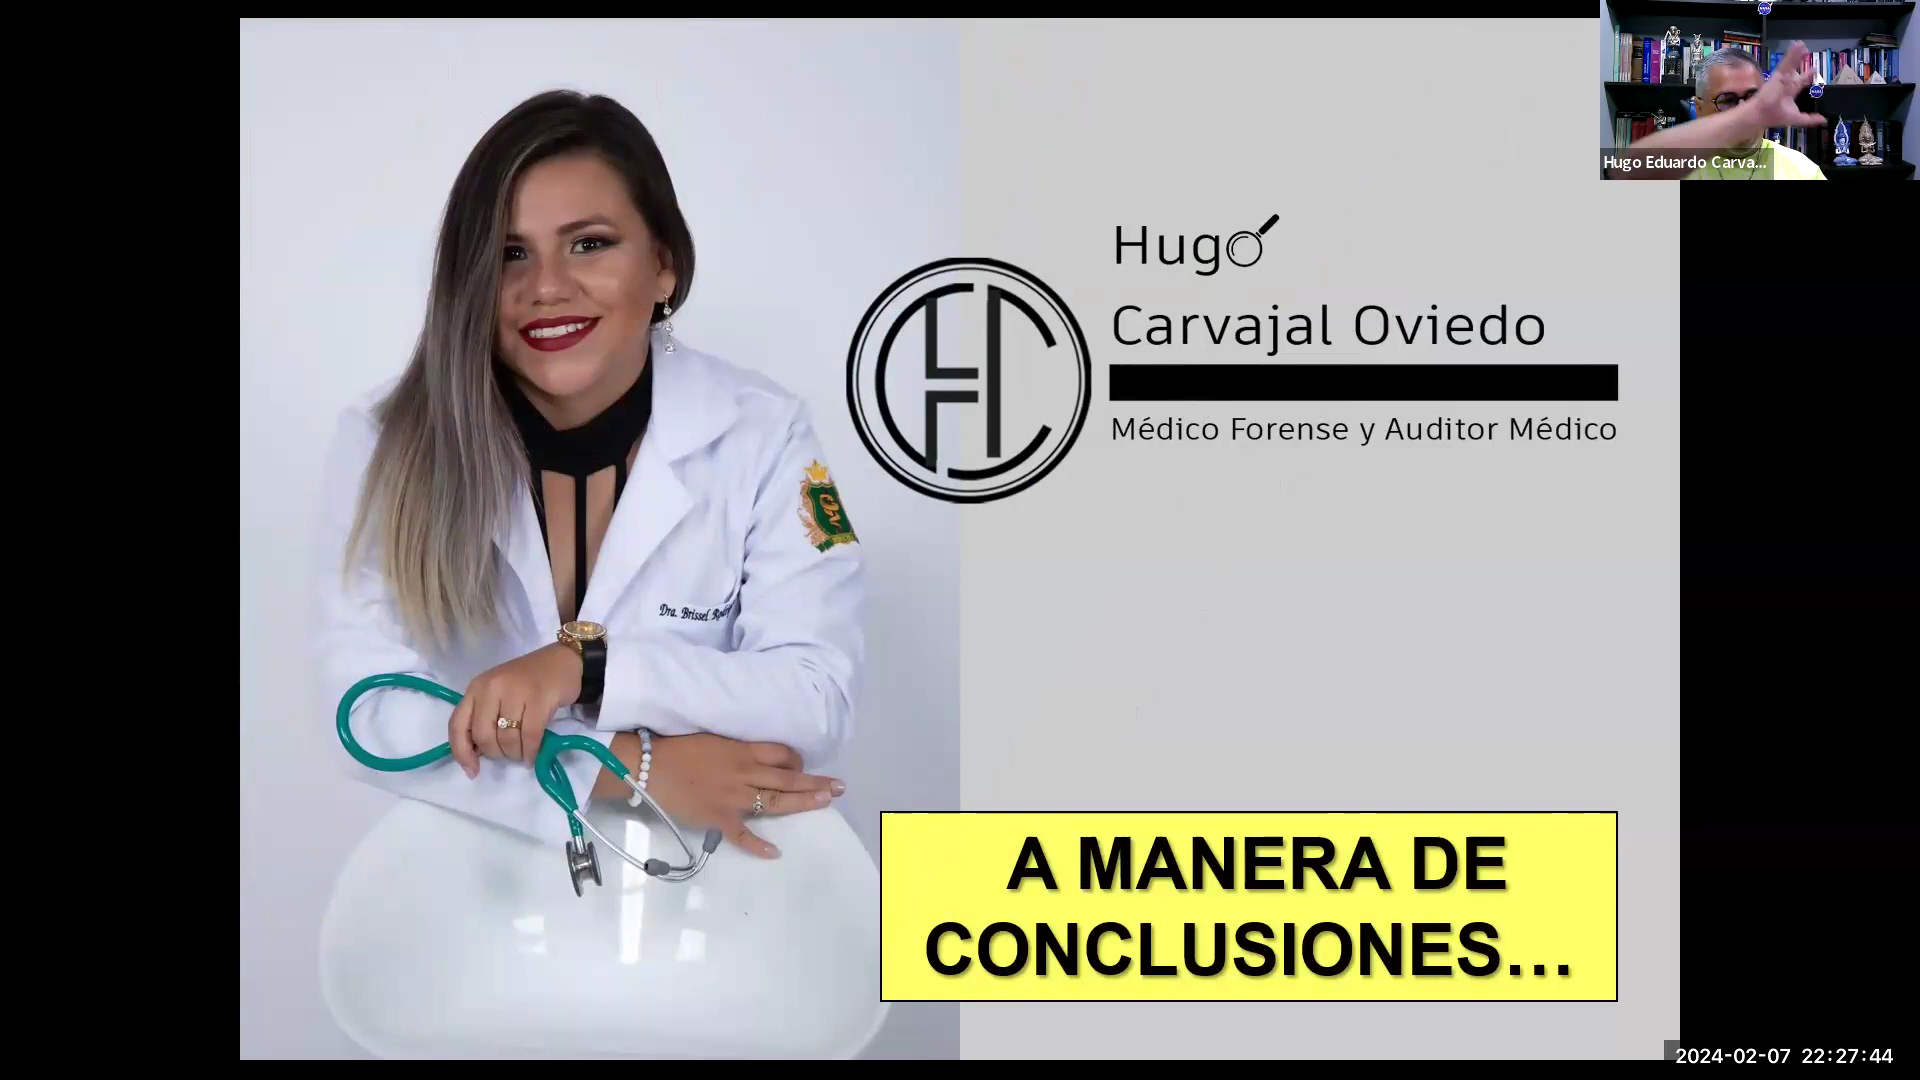 Hugo
Carvajal Oviedo
Médico Forense y Auditor Médico
Dra. Brissel
A MANERA DE
CONCLUSIONES...
Hugo Eduardo Carva...
2024-02-07 22:27:44